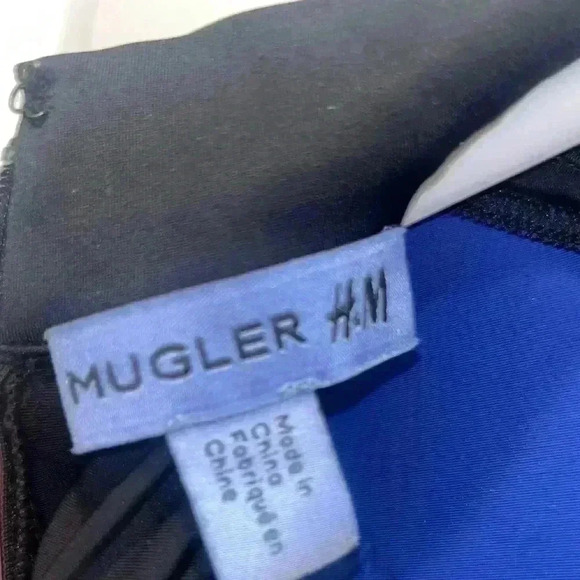 MUGLER H&M
Made in
China
Fabriqué en
Chine